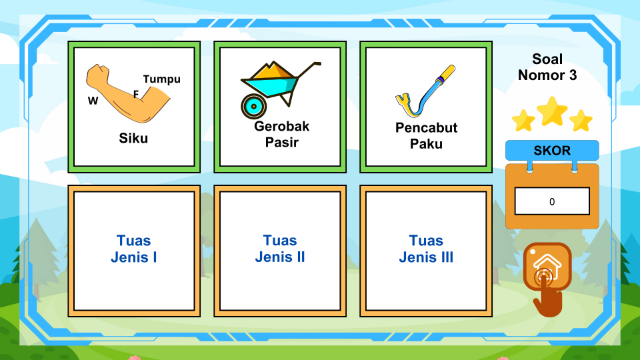 Tumpu
W
F
Siku
Gerobak
Pasir
Pencabut
Paku
Soal
Nomor 3
SKOR
0
Tuas
Jenis I
Tuas
Jenis II
Tuas
Jenis III